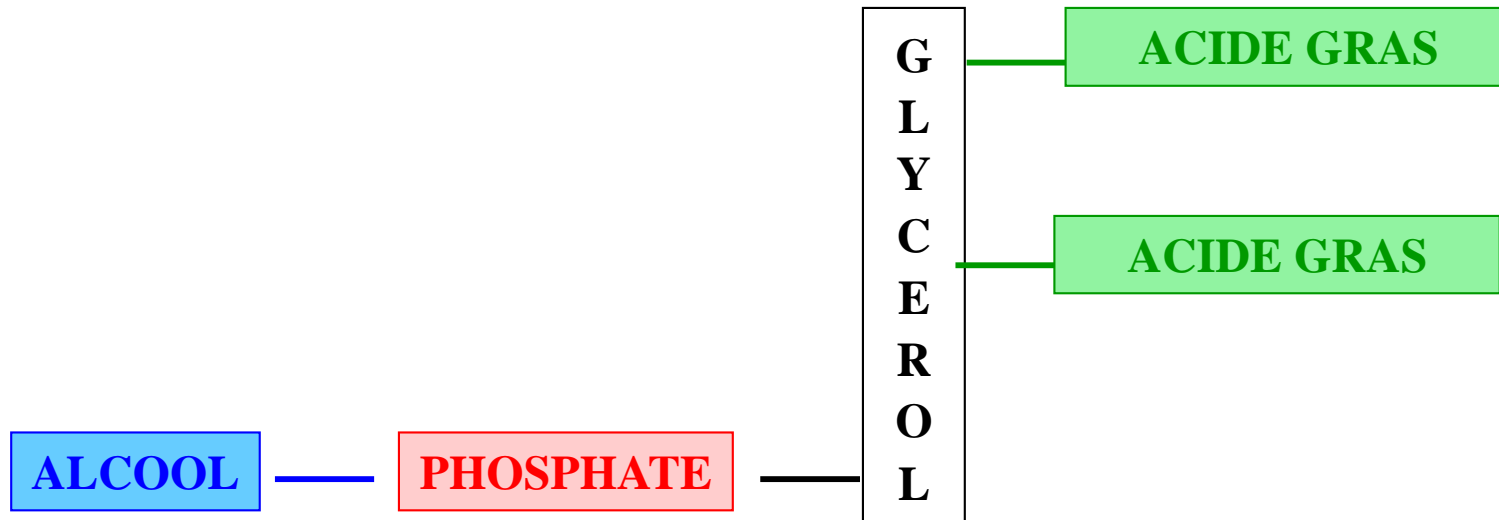 ACIDE GRAS
GLYCEROL
ACIDE GRAS
ALCOOL
PHOSPHATE